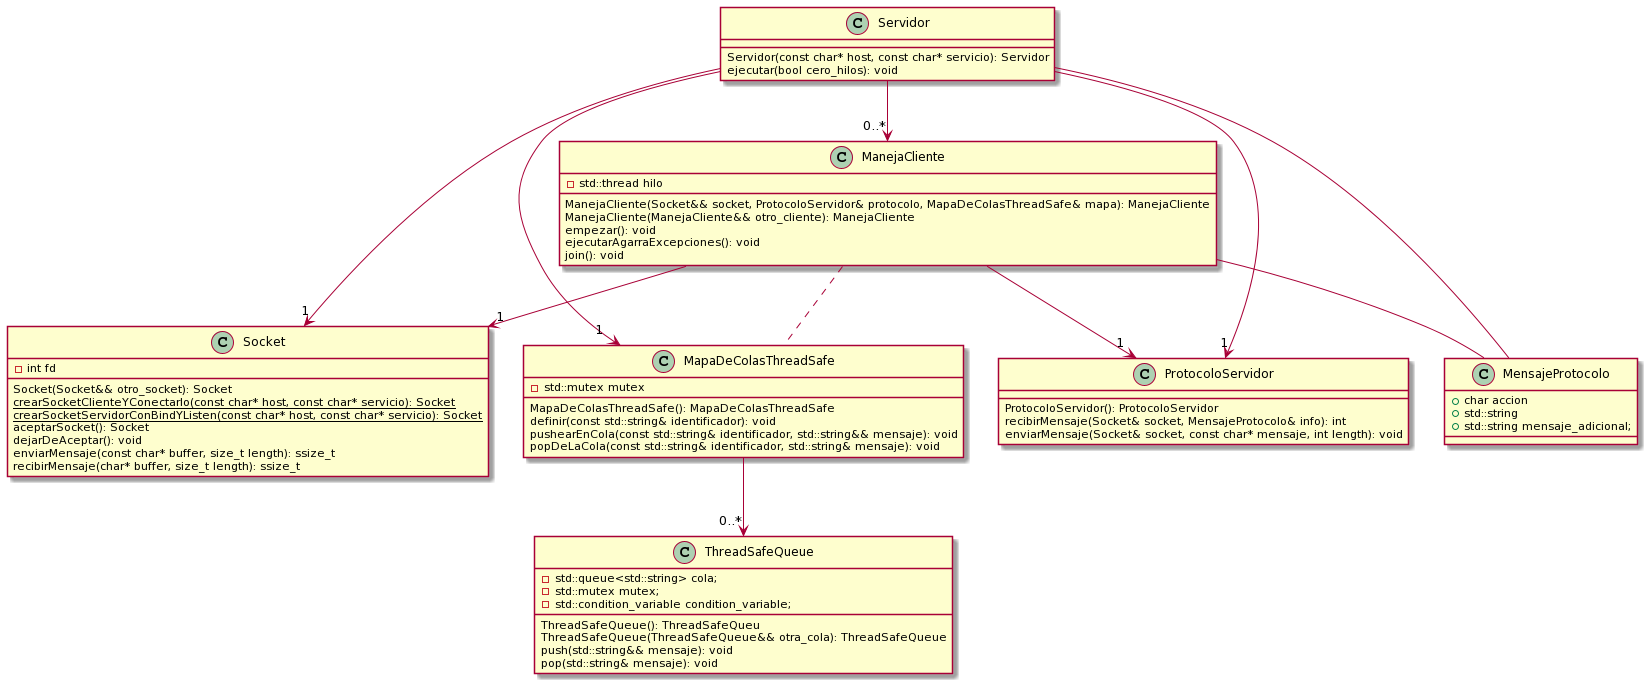 C Servidor
Servidor(const char* host, const char* servicio): Servidor
ejecutar(bool cero_hilos): void
0..*
C ManejaCliente
std::thread hilo
ManejaCliente(Socket&& socket, ProtocoloServidor& protocolo, MapaDeColasThreadSafe& mapa): ManejaCliente
ManejaCliente(ManejaCliente&& otro_cliente): ManejaCliente
empezar(): void
ejecutarAgarraExcepciones(): void
join(): void
1
1
1
1
1
C Socket
int fd
Socket(Socket&& otro_socket): Socket
crearSocketClienteYConectarlo(const char* host, const char* servicio): Socket
crearSocketServidorConBindYListen(const char* host, const char* servicio): Socket
aceptarSocket(): Socket
dejarDeAceptar(): void
enviarMensaje(const char* buffer, size_t length): ssize_t
recibirMensaje(char* buffer, size_t length): ssize_t
C MapaDeColasThreadSafe
std::mutex mutex
MapaDeColasThreadSafe(): MapaDeColasThreadSafe
definir(const std::string& identificador): void
pushearEnCola(const std::string& identificador, std::string&& mensaje): void
popDeLaCola(const std::string& identificador, std::string& mensaje): void
C ProtocoloServidor
ProtocoloServidor(): ProtocoloServidor
recibirMensaje(Socket& socket, MensajeProtocolo& info): int
enviarMensaje(Socket& socket, const char* mensaje, int length): void
C MensajeProtocolo
char accion
std::string
std::string mensaje_adicional;
0..*
C ThreadSafeQueue
std::queue<std::string> cola;
std::mutex mutex;
std::condition_variable condition_variable;
ThreadSafeQueue(): ThreadSafeQueu
ThreadSafeQueue(ThreadSafeQueue&& otra_cola): ThreadSafeQueue
push(std::string&& mensaje): void
pop(std::string& mensaje): void